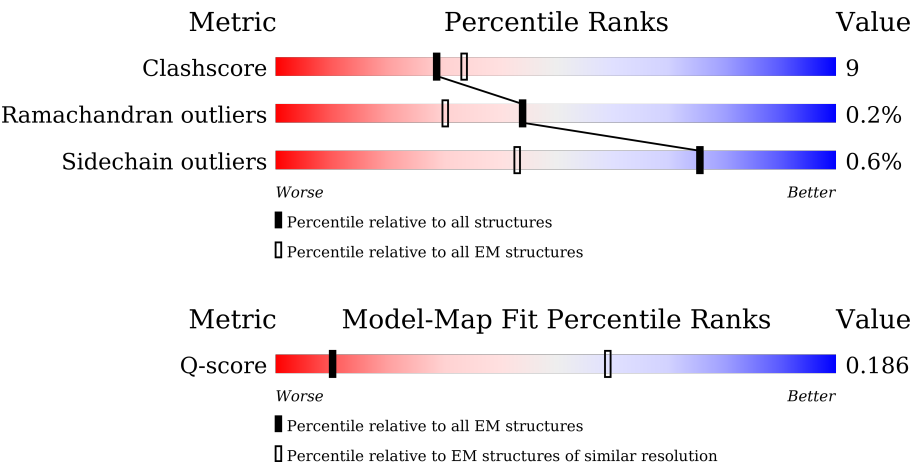 Metric Percentile Ranks Value
Clashscore 9
Ramachandran outliers 0.2%
Sidechain outliers 0.6%
Worse Better
Percentile relative to all structures
Percentile relative to all EM structures
Metric Model-Map Fit Percentile Ranks Value
Q-score 0.186
Worse Better
Percentile relative to all EM structures
Percentile relative to EM structures of similar resolution